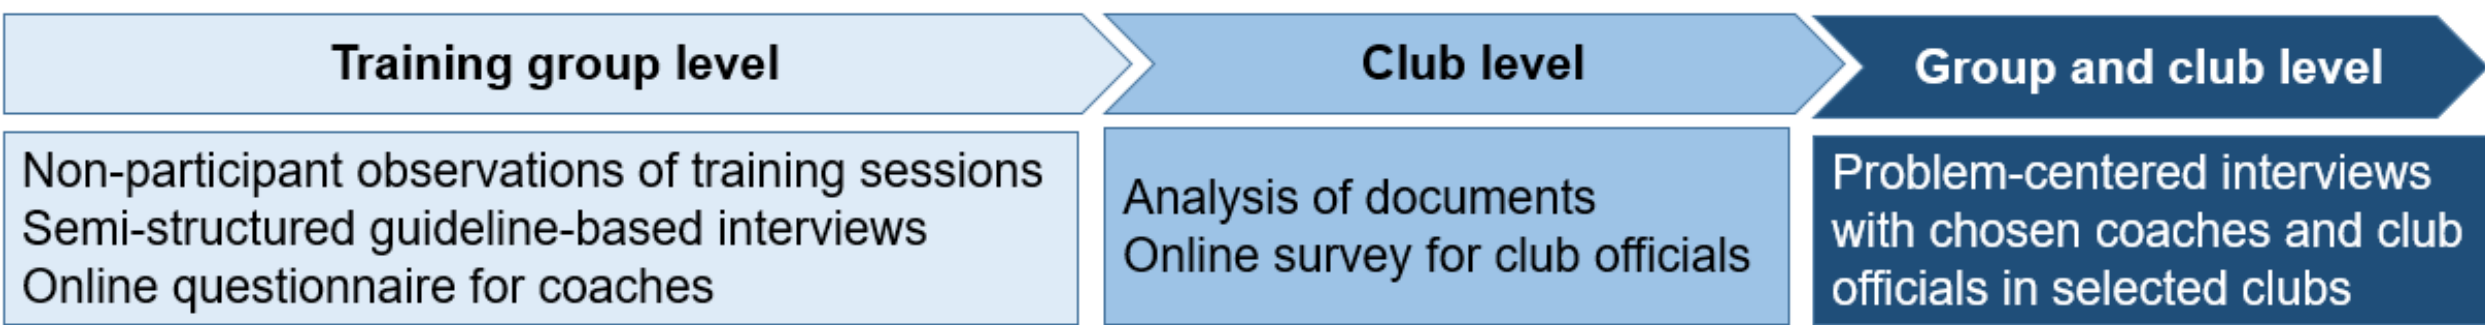 Training group level
Non-participant observations of training sessions
Semi-structured guideline-based interviews
Online questionnaire for coaches
Club level
Analysis of documents
Online survey for club officials
Group and club level
Problem-centered interviews
with chosen coaches and club
officials in selected clubs